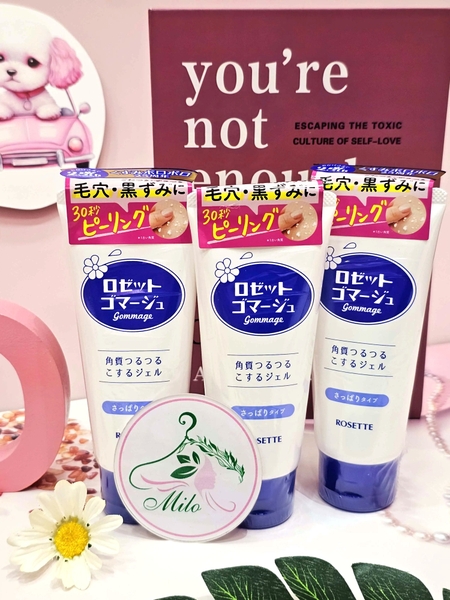 you're
not
enough
ESCAPING THE TOXIC
CULTURE OF SELF-LOVE
毛穴・黒ずみに
30秒
ピーリング
ロゼット
ゴマージュ
Gommage
角質つるつる
こするジェル
さっぱり
毛穴・黒ずみに
30秒
ピーリング
ロゼット
ゴマージュ
Gommage
角質つるつる
こするジェル
さっぱりタイプ
ROSETTE
毛穴・黒ずみに
ピーリング
ロゼット
ゴマージュ
Gommage
角質つるつる
こするジェル
さっぱりタイプ
ROSETTE
Milo